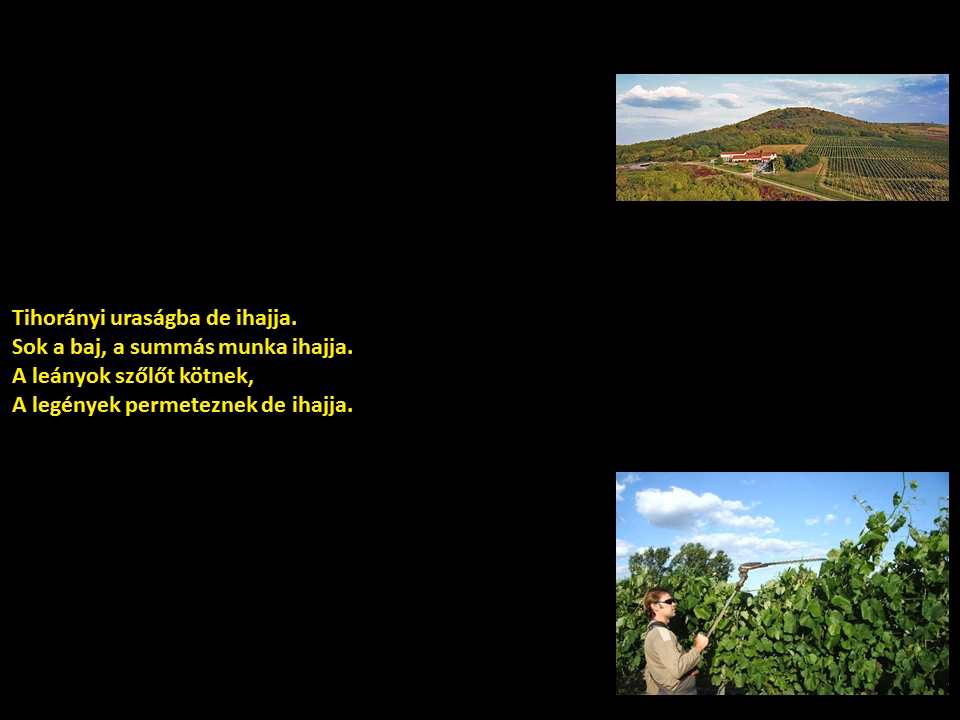 Tihorányi uraságba de ihajja.
Sok a baj, a summás munka ihajja.
A leányok szőlőt kötnek,
A legények permeteznek de ihajja.